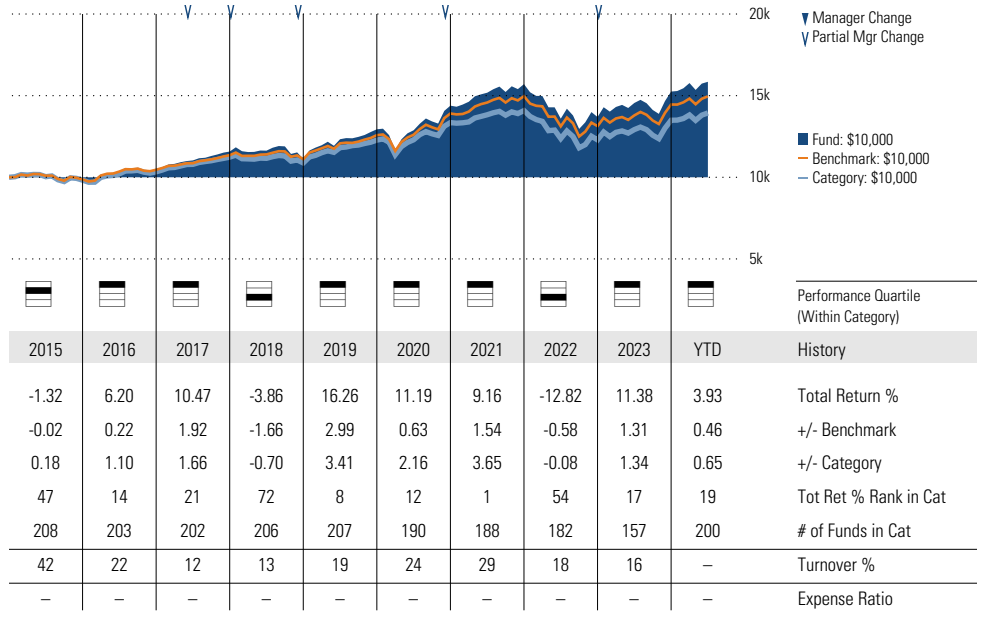 20k
▼ Manager Change
Partial Mgr Change
15k
Fund: $10,000
Benchmark: $10,000
Category: $10,000
10k
5k
Performance Quartile
(Within Category)
2015 2016 2017 2018 2019 2020 2021 2022 2023 YTD History
-1.32 6.20 10.47 -3.86 16.26 11.19 9.16 -12.82 11.38 3.93 Total Return %
-0.02 0.22 1.92 -1.66 2.99 0.63 1.54 -0.58 1.31 0.46 +/- Benchmark
0.18 1.10 1.66 -0.70 3.41 2.16 3.65 -0.08 1.34 0.65 +/- Category
47 14 21 72 8 12 1 54 17 19 Tot Ret % Rank in Cat
208 203 202 206 207 190 188 182 157 200 # of Funds in Cat
42 22 12 13 19 24 29 18 16 – Turnover %
– – – – – – – – – – Expense Ratio